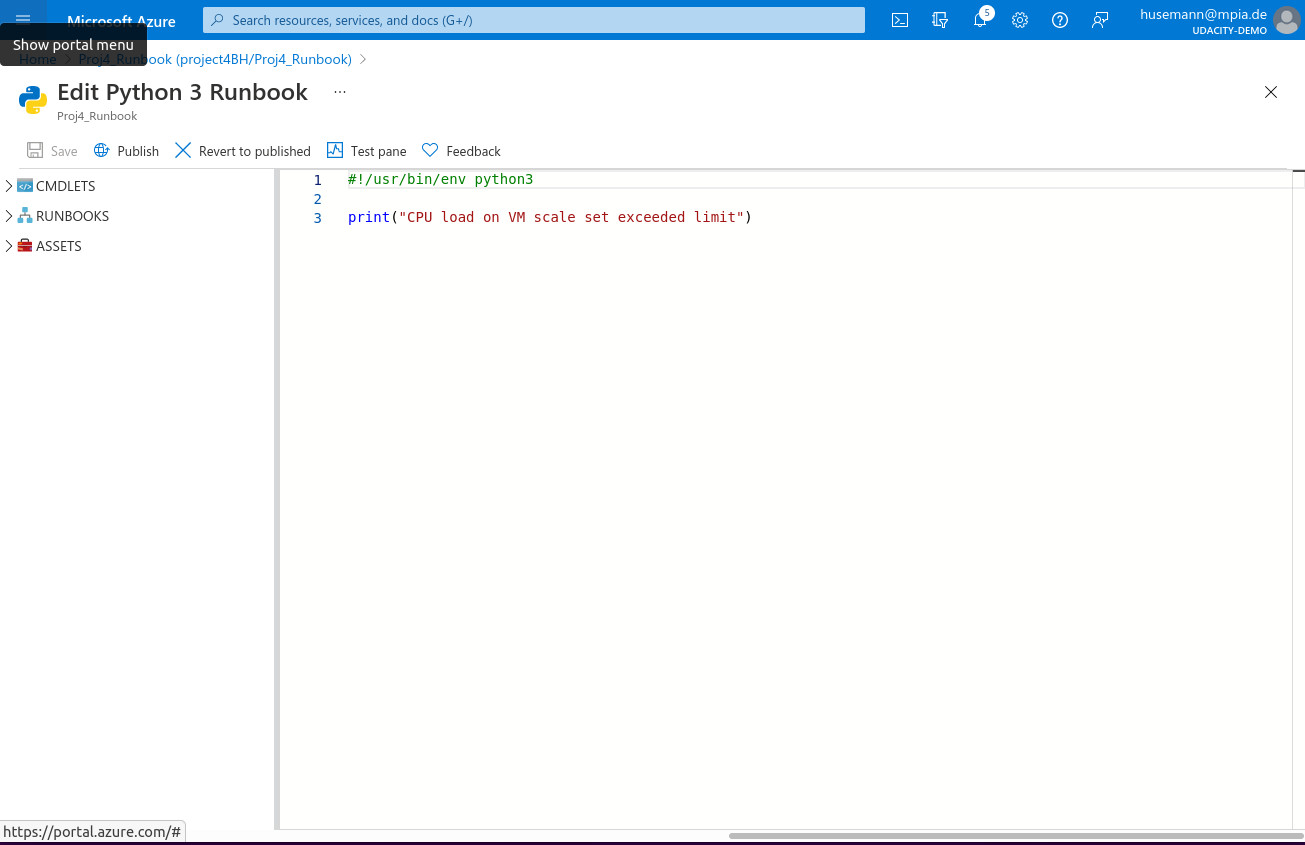 Microsoft Azure
Search resources, services, and docs (G+/)
5
husemann@mpia.de
UDACITY-DEMO
Show portal menu
Home
Proj4_Runbook (project4BH/Proj4_Runbook)
Edit Python 3 Runbook
...
Proj4_Runbook
Save
Publish
Revert to published
Test pane
Feedback
CMDLETS
RUNBOOKS
ASSETS
1 #!/usr/bin/env python3
2
3 print("CPU load on VM scale set exceeded limit")
https://portal.azure.com/#